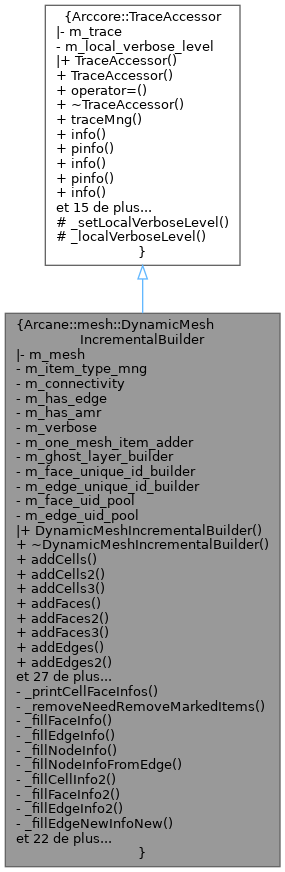 {Arccore::TraceAccessor
|- m_trace
- m_local_verbose_level
|+ TraceAccessor()
+ TraceAccessor()
+ operator=()
+ ~TraceAccessor()
+ traceMng()
+ info()
+ pinfo()
+ info()
+ pinfo()
+ info()
et 15 de plus...
# _setLocalVerboseLevel()
# _localVerboseLevel()
}
{Arcane::mesh::DynamicMesh
IncrementalBuilder
|- m_mesh
- m_item_type_mng
- m_connectivity
- m_has_edge
- m_has_amr
- m_verbose
- m_one_mesh_item_adder
- m_ghost_layer_builder
- m_face_unique_id_builder
- m_edge_unique_id_builder
- m_face_uid_pool
- m_edge_uid_pool
|+ DynamicMeshIncrementalBuilder()
+ ~DynamicMeshIncrementalBuilder()
+ addCells()
+ addCells2()
+ addCells3()
+ addFaces()
+ addFaces2()
+ addFaces3()
+ addEdges()
+ addEdges2()
et 27 de plus...
- _printCellFaceInfos()
- _removeNeedRemoveMarkedItems()
- _fillFaceInfo()
- _fillEdgeInfo()
- _fillNodeInfo()
- _fillNodeInfoFromEdge()
- _fillCellInfo2()
- _fillFaceInfo2()
- _fillEdgeInfo2()
- _fillEdgeNewInfoNew()
et 22 de plus...
}